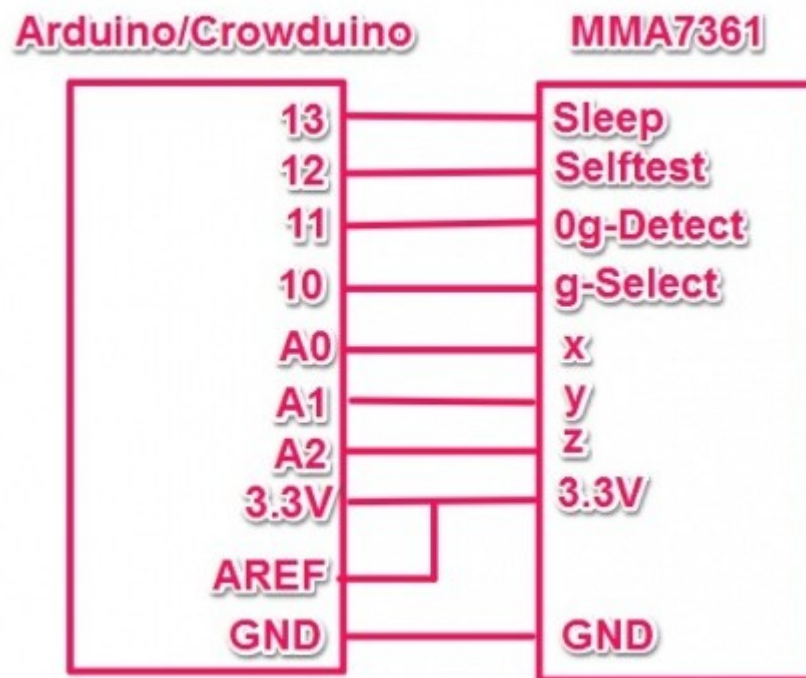 Arduino/Crowduino MMA7361
13 Sleep
12 Selftest
11 0g-Detect
10 g-Select
A0 x
A1 y
A2 z
3.3V 3.3V
AREF
GND GND